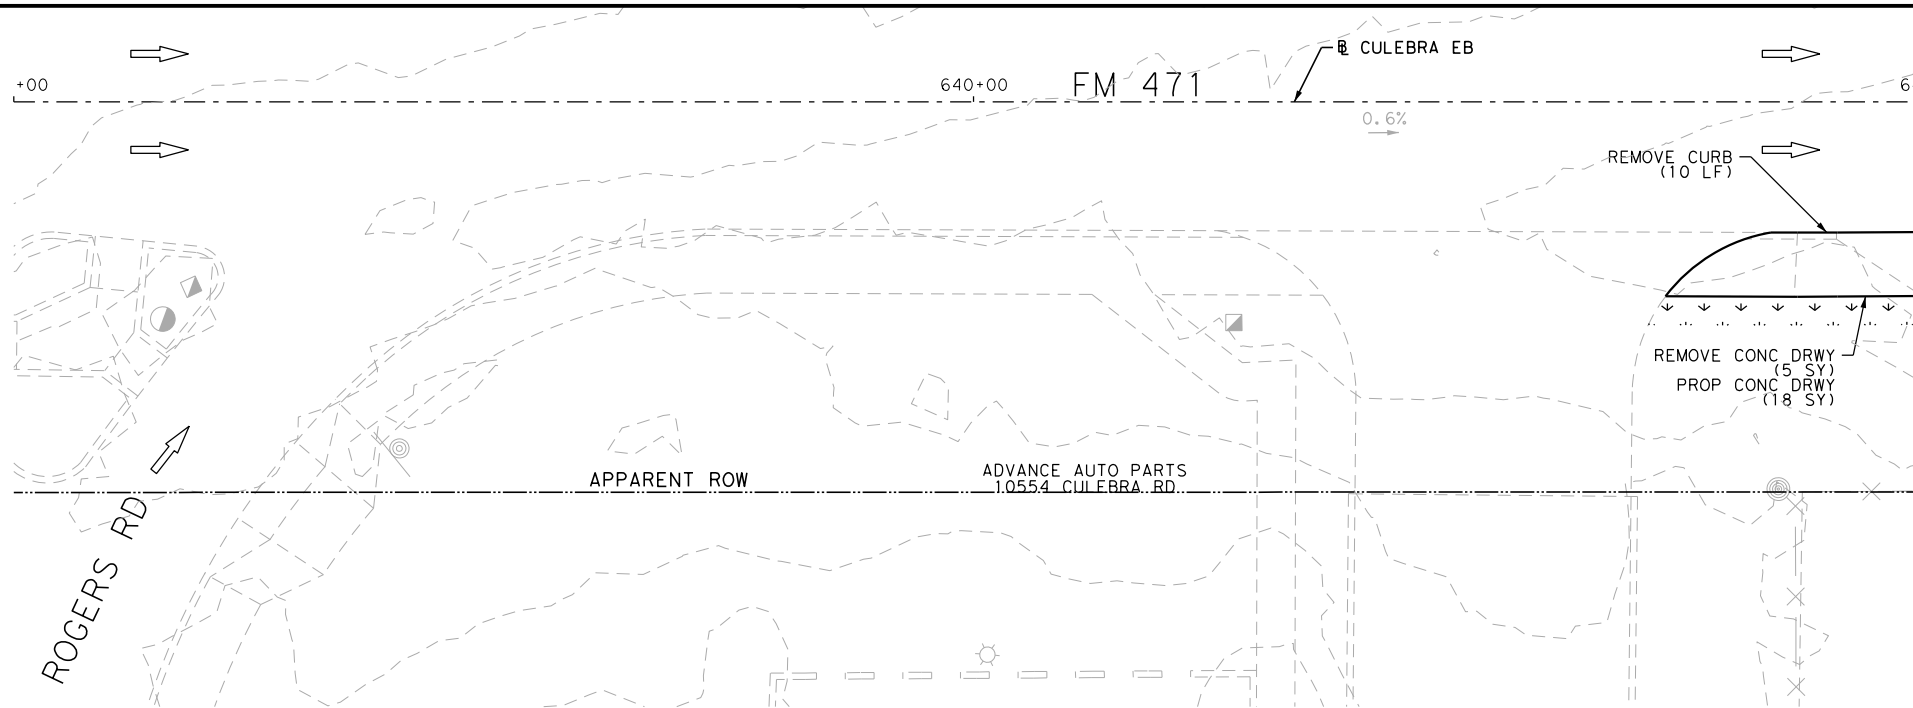 +00
640+00
FM 471
℄ CULEBRA EB
0.6%
6
REMOVE CURB
(10 LF)
REMOVE CONC DRWY
(5 SY)
PROP CONC DRWY
(18 SY)
APPARENT ROW
ADVANCE AUTO PARTS
10554 CULEBRA RD
ROGERS RD